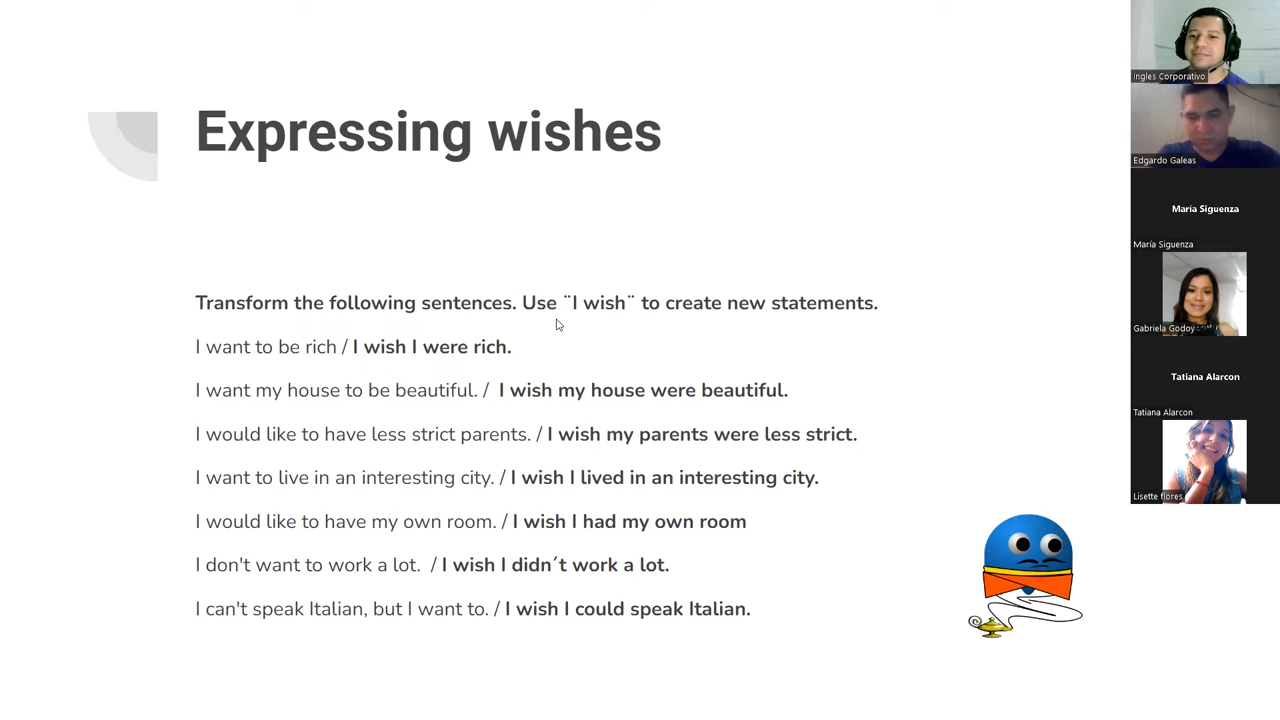 Expressing wishes
Transform the following sentences. Use ¨I wish¨ to create new statements.
I want to be rich / I wish I were rich.
I want my house to be beautiful. / I wish my house were beautiful.
I would like to have less strict parents. / I wish my parents were less strict.
I want to live in an interesting city. / I wish I lived in an interesting city.
I would like to have my own room. / I wish I had my own room
I don't want to work a lot. / I wish I didn´t work a lot.
I can't speak Italian, but I want to. / I wish I could speak Italian.
Ingles Corporativo
Edgardo Galeas
Maria Siguenza
María Siguenza
Gabriela Godoy
Tatiana Alarcon
Tatiana Alarcon
Lisette flores